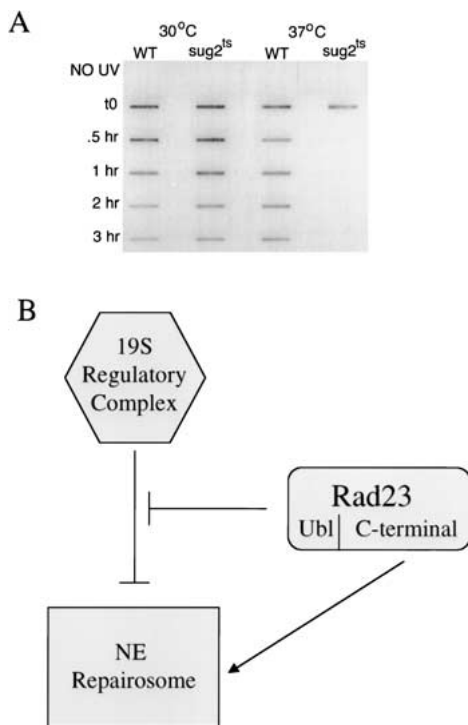 A
30°C 37°C
WT sug2ts WT sug2ts
NO UV
t0
.5 hr
1 hr
2 hr
3 hr
B
19S
Regulatory
Complex
Rad23
Ubl C-terminal
NE
Repairosome